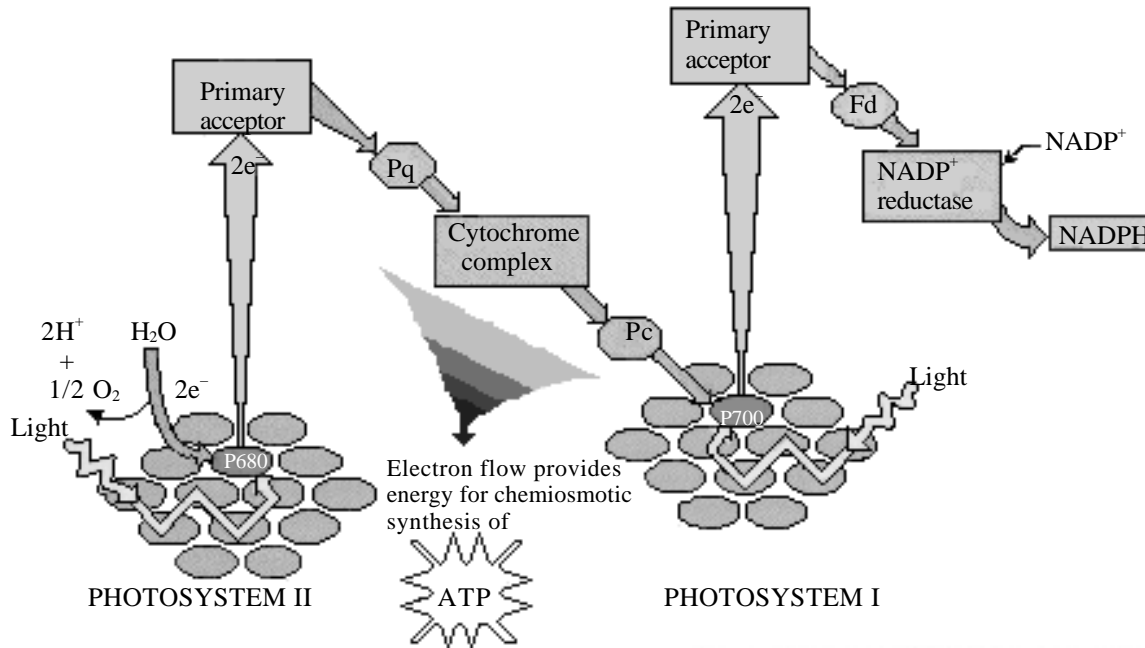 Primary
acceptor
2e⁻
Pq
Cytochrome
complex
Pc
Primary
acceptor
2e⁻
Fd
NADP⁺
NADP⁺
reductase
NADPH
2H⁺
+
1/2 O₂
H₂O
2e⁻
Light
P680
Electron flow provides
energy for chemiosmotic
synthesis of
ATP
PHOTOSYSTEM II
Light
P700
PHOTOSYSTEM I